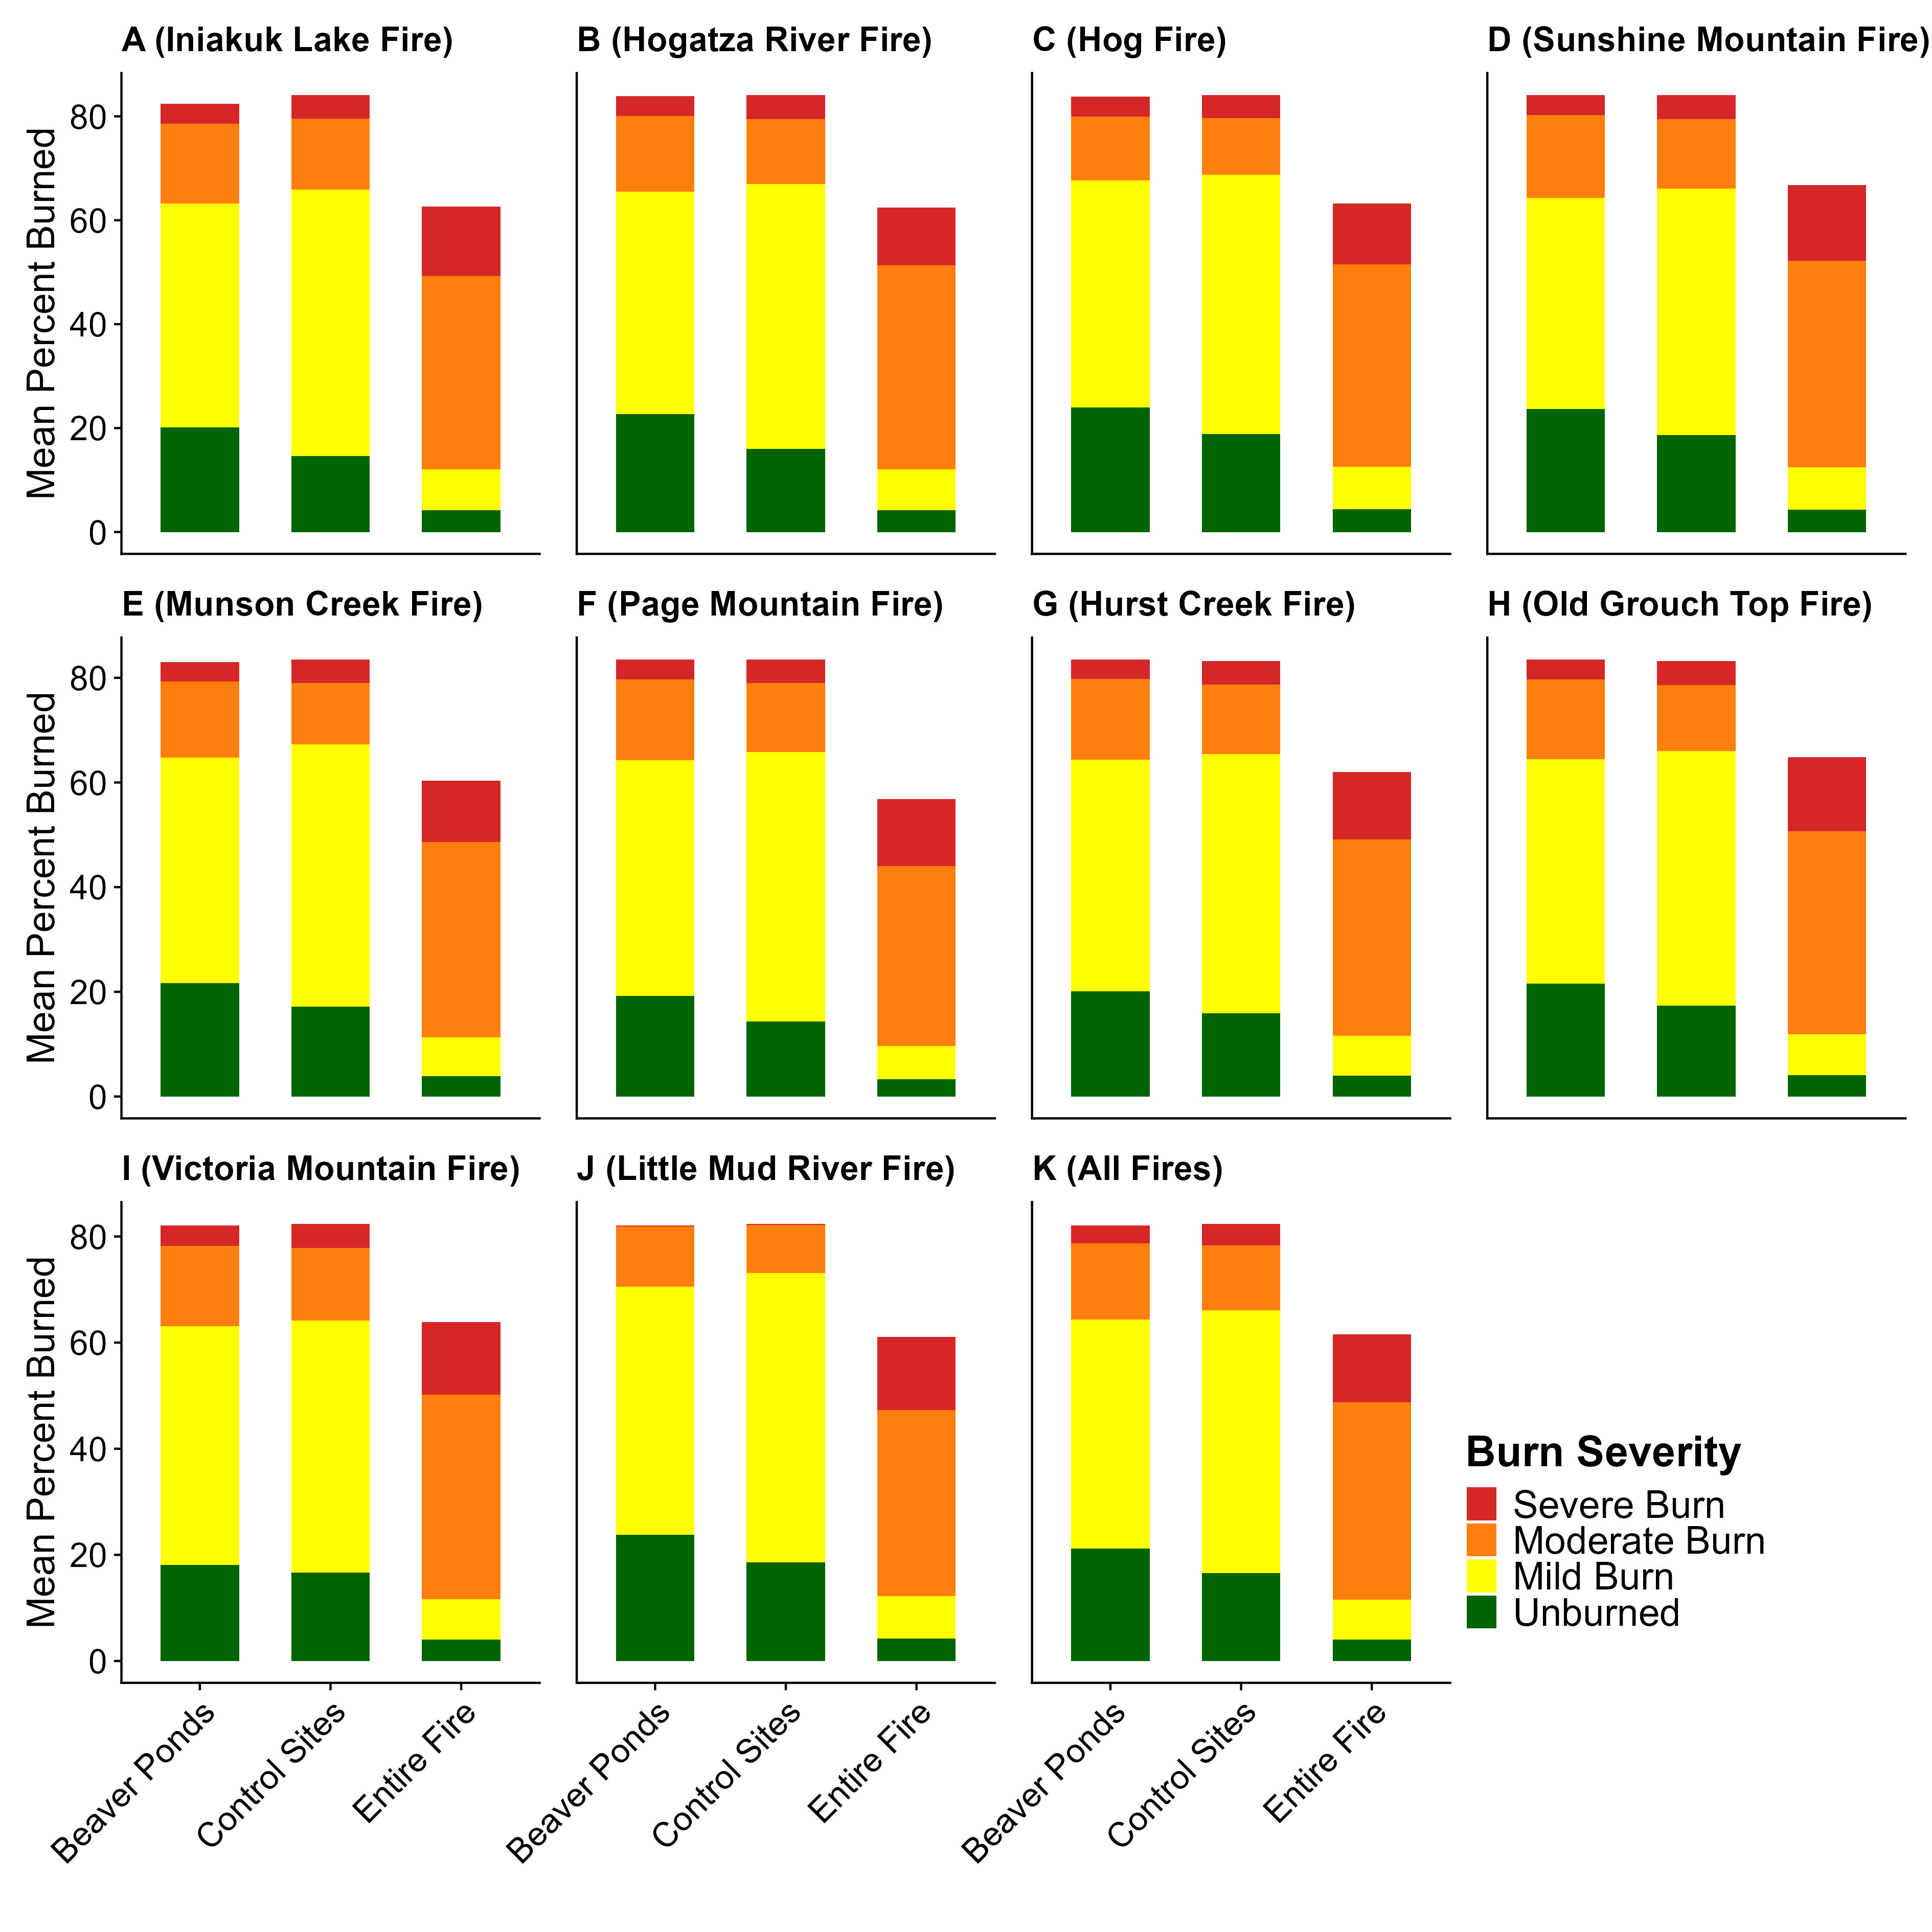 A (Iniakuk Lake Fire)
B (Hogatza River Fire)
C (Hog Fire)
D (Sunshine Mountain Fire)
Mean Percent Burned
80
60
40
20
0
E (Munson Creek Fire)
F (Page Mountain Fire)
G (Hurst Creek Fire)
H (Old Grouch Top Fire)
Mean Percent Burned
80
60
40
20
0
I (Victoria Mountain Fire)
J (Little Mud River Fire)
K (All Fires)
Mean Percent Burned
80
60
40
20
0
Beaver Ponds
Control Sites
Entire Fire
Beaver Ponds
Control Sites
Entire Fire
Beaver Ponds
Control Sites
Entire Fire
Burn Severity
Severe Burn
Moderate Burn
Mild Burn
Unburned